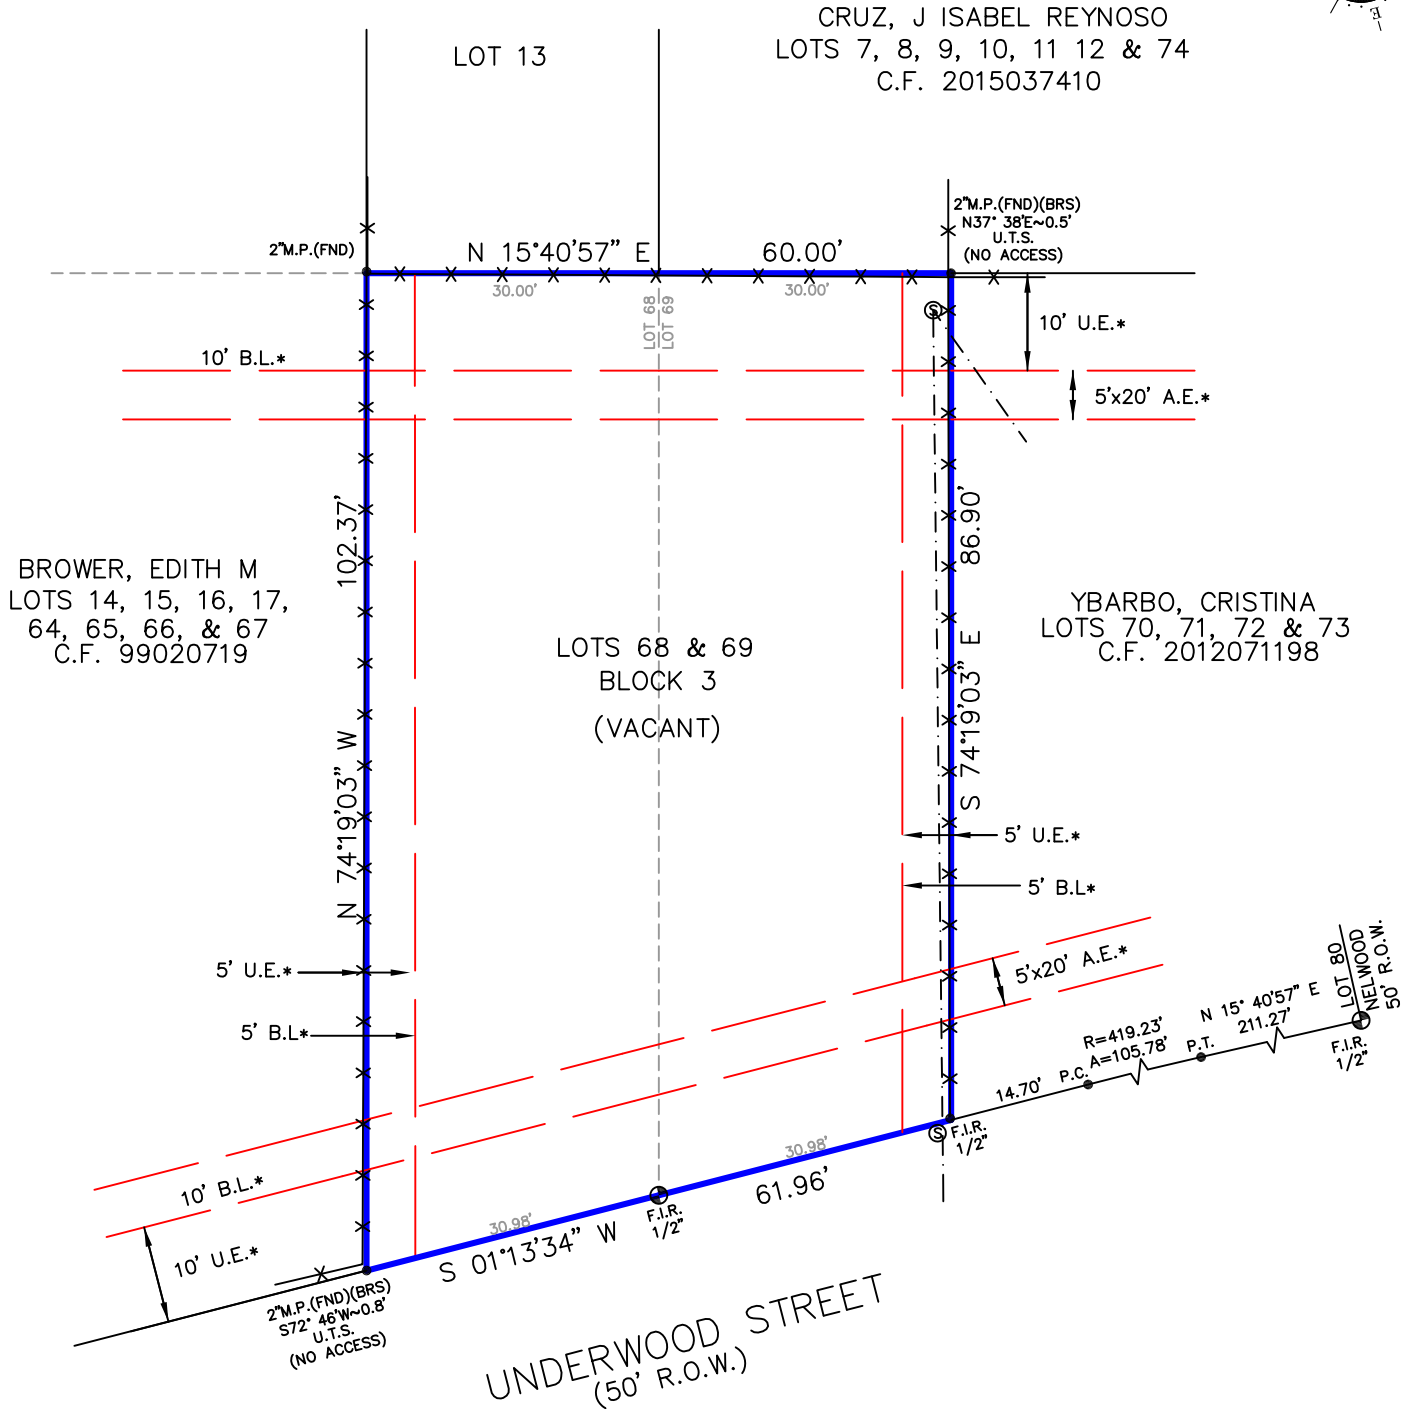 CRUZ, J ISABEL REYNOSO
LOTS 7, 8, 9, 10, 11 12 & 74
C.F. 2015037410
E
LOT 13
2"M.P.(FND)
N 15°40'57" E 60.00'
2"M.P.(FND)(BRS)
N37° 38'E~0.5'
U.T.S.
(NO ACCESS)
30.00'
30.00'
LOT 68
LOT 69
10' U.E.*
10' B.L.*
5'x20' A.E.*
N 74°19'03" W 102.37'
S 74°19'03" E 86.90'
BROWER, EDITH M
LOTS 14, 15, 16, 17,
64, 65, 66, & 67
C.F. 99020719
LOTS 68 & 69
BLOCK 3
(VACANT)
YBARBO, CRISTINA
LOTS 70, 71, 72 & 73
C.F. 2012071198
5' U.E.*
5' B.L*
5' U.E.*
5' B.L*
5'x20' A.E.*
LOT 80
NELWOOD
50' R.O.W.
F.I.R.
1/2"
N 15° 40'57" E
211.27'
P.T.
R=419.23'
A=105.78'
P.C.
14.70'
S
S
F.I.R.
1/2"
30.98'
61.96'
F.I.R.
1/2"
30.98'
S 01°13'34" W
10' B.L.*
10' U.E.*
2"M.P.(FND)(BRS)
S72° 46'W~0.8'
U.T.S.
(NO ACCESS)
UNDERWOOD STREET
(50' R.O.W.)